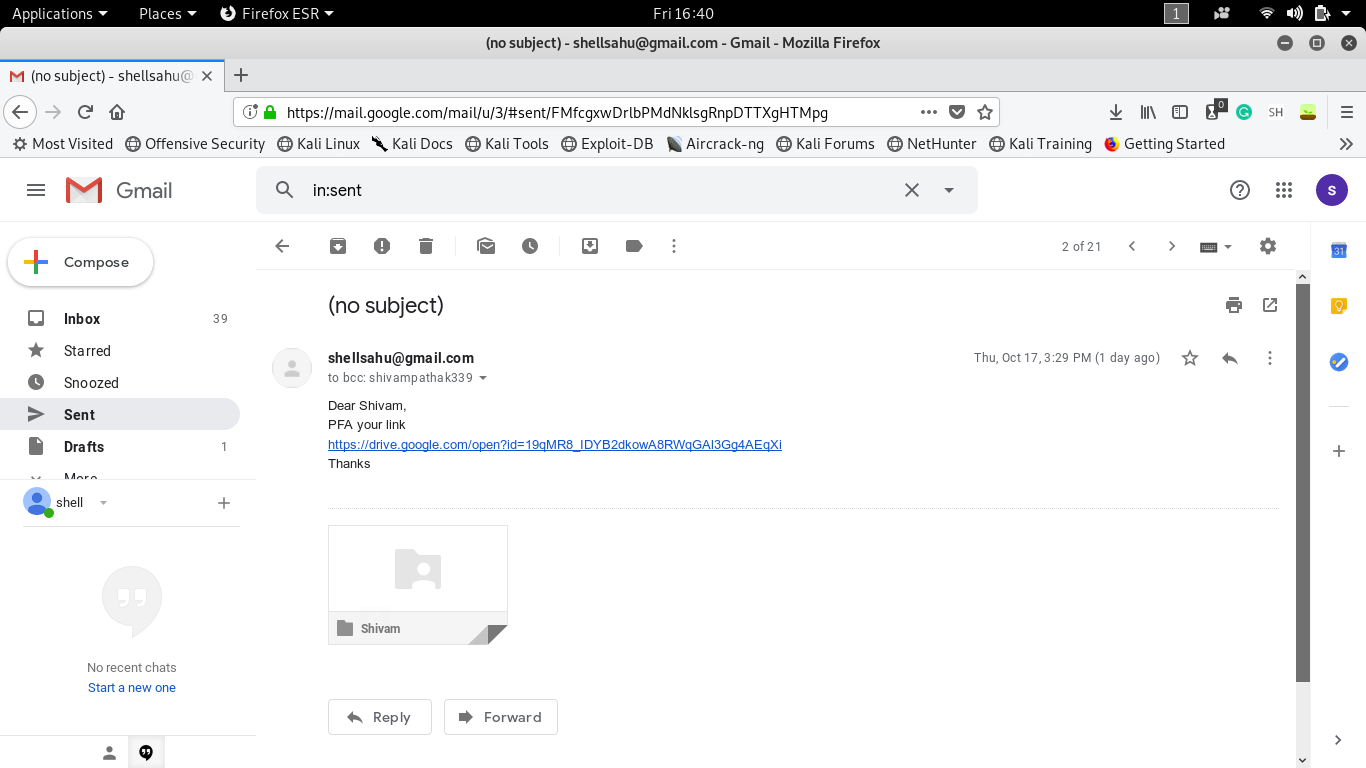 Applications Places Firefox ESR Fri 16:40 1
(no subject) - shellsahu@gmail.com - Gmail - Mozilla Firefox
(no subject) - shellsahu@
https://mail.google.com/mail/u/3/#sent/FMfcgxwDrlbPMdNklsgRnpDTTXgHTMpg 0 SH
Most Visited Offensive Security Kali Linux Kali Docs Kali Tools Exploit-DB Aircrack-ng Kali Forums NetHunter Kali Training Getting Started
Gmail in:sent s
Compose 2 of 21 31
(no subject)
Inbox 39
Starred
Snoozed
Sent
Drafts 1
More
shellsahu@gmail.com Thu, Oct 17, 3:29 PM (1 day ago)
to bcc: shivampathak339
Dear Shivam,
PFA your link
https://drive.google.com/open?id=19qMR8_IDYB2dkowA8RWqGAl3Gg4AEqXi
Thanks
shell
Shivam
No recent chats
Start a new one
Reply Forward